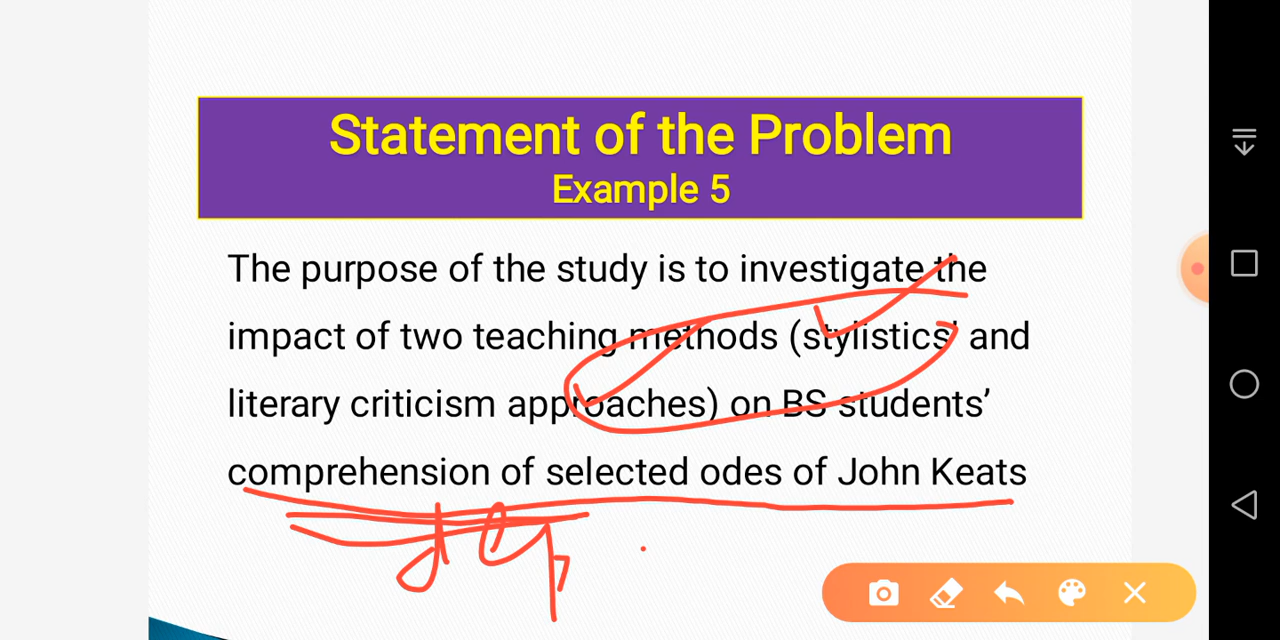 Statement of the Problem
Example 5
The purpose of the study is to investigate the
impact of two teaching methods (stylistics' and
literary criticism approaches) on BS students’
comprehension of selected odes of John Keats
dep